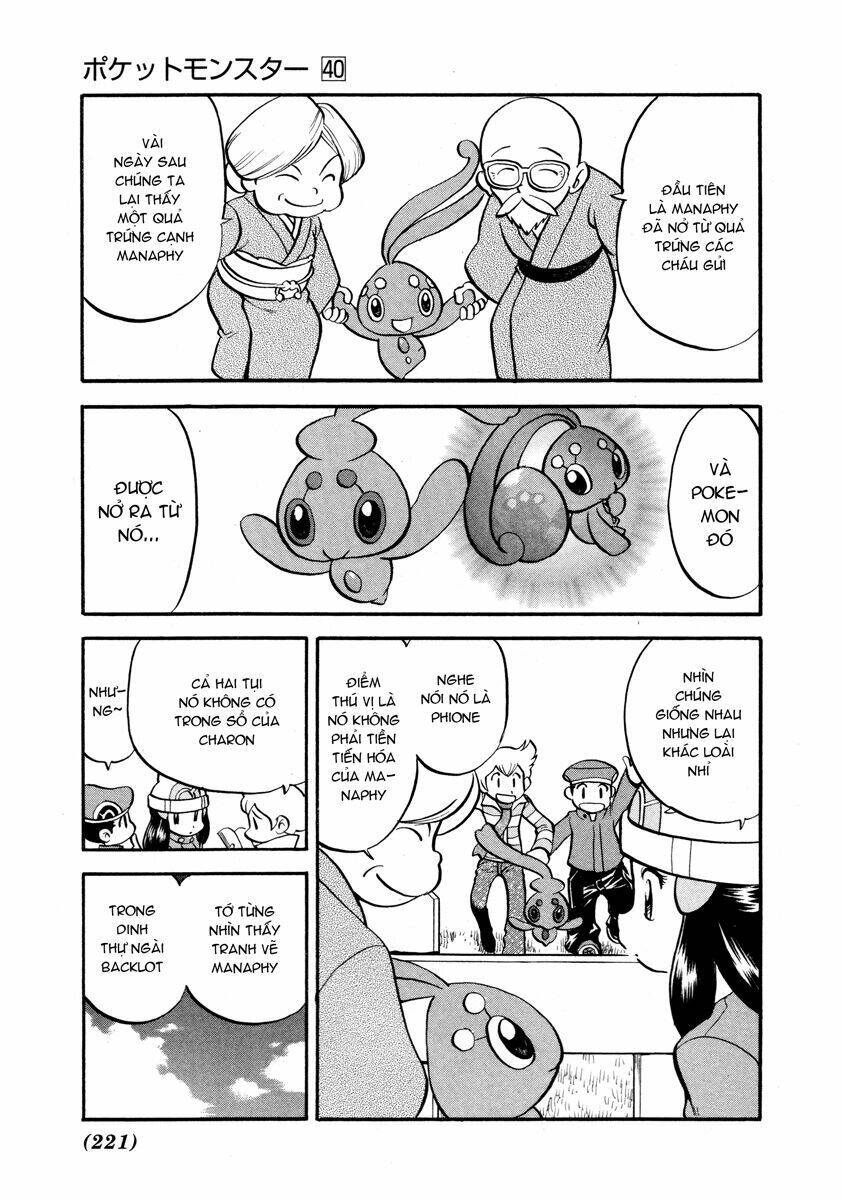 ポケットモンスター 40
ĐẦU TIÊN
LÀ MANAPHY
ĐÃ NỞ TỪ QUẢ
TRỨNG CÁC
CHÁU GỬI
VÀI
NGÀY SAU
CHÚNG TA
LẠI THẤY
MỘT QUẢ
TRỨNG CẠNH
MANAPHY
VÀ
POKE-
MON
ĐÓ
ĐƯỢC
NỞ RA TỪ
NÓ...
NHÌN
CHÚNG
GIỐNG NHAU
NHƯNG LẠI
KHÁC LOÀI
NHỈ
NGHE
NÓI NÓ LÀ
PHIONE
ĐIỀM
THÚ VỊ LÀ
NÓ KHÔNG
PHẢI TIỀN
TIẾN HÓA
CỦA MA-
NAPHY
CẢ HAI TỤI
NÓ KHÔNG CÓ
TRONG SỔ CỦA
CHARON
NHƯ-
NG~
TỚ TỪNG
NHÌN THẤY
TRANH VẼ
MANAPHY
TRONG
DINH
THỰ NGÀI
BACKLOT
(221)